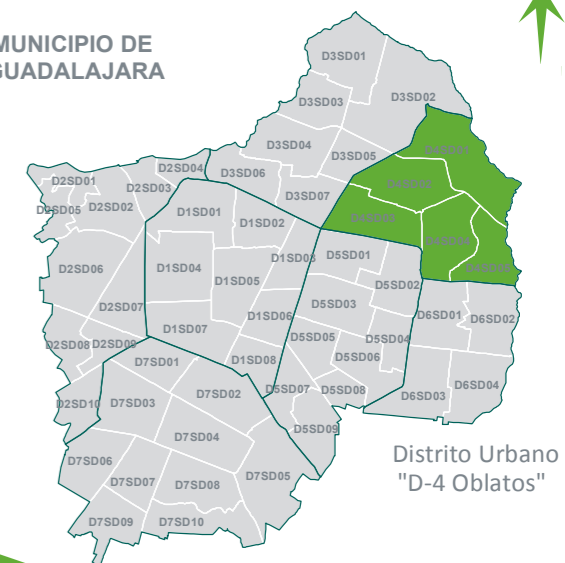 MUNICIPIO DE
GUADALAJARA
D3SD01
D3SD02
D3SD03
D3SD04
D3SD05
D3SD06
D3SD07
D4SD01
D4SD02
D4SD03
D4SD04
D4SD05
D2SD04
D2SD01
D2SD03
D2SD05
D2SD02
D2SD06
D2SD07
D2SD08
D2SD09
D2SD10
D1SD01
D1SD02
D1SD03
D1SD04
D1SD05
D1SD06
D1SD07
D1SD08
D5SD01
D5SD02
D5SD03
D5SD04
D5SD05
D5SD06
D5SD07
D5SD08
D5SD09
D6SD01
D6SD02
D6SD03
D6SD04
D7SD01
D7SD02
D7SD03
D7SD04
D7SD05
D7SD06
D7SD07
D7SD08
D7SD09
D7SD10
Distrito Urbano
"D-4 Oblatos"